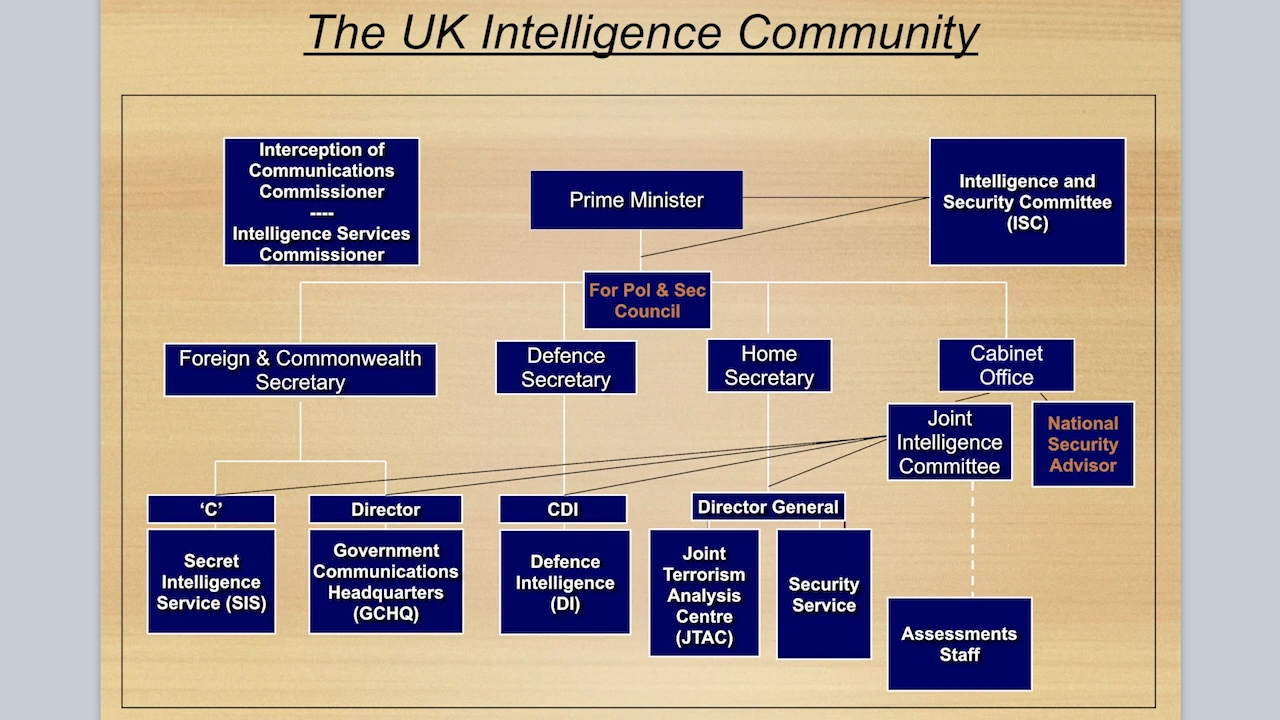 The UK Intelligence Community
Interception of
Communications
Commissioner
----
Intelligence Services
Commissioner
Prime Minister
Intelligence and
Security Committee
(ISC)
For Pol & Sec
Council
Foreign & Commonwealth
Secretary
Defence
Secretary
Home
Secretary
Cabinet
Office
Joint
Intelligence
Committee
National
Security
Advisor
‘C’
Director
CDI
Director General
Secret
Intelligence
Service (SIS)
Government
Communications
Headquarters
(GCHQ)
Defence
Intelligence
(DI)
Joint
Terrorism
Analysis
Centre
(JTAC)
Security
Service
Assessments
Staff